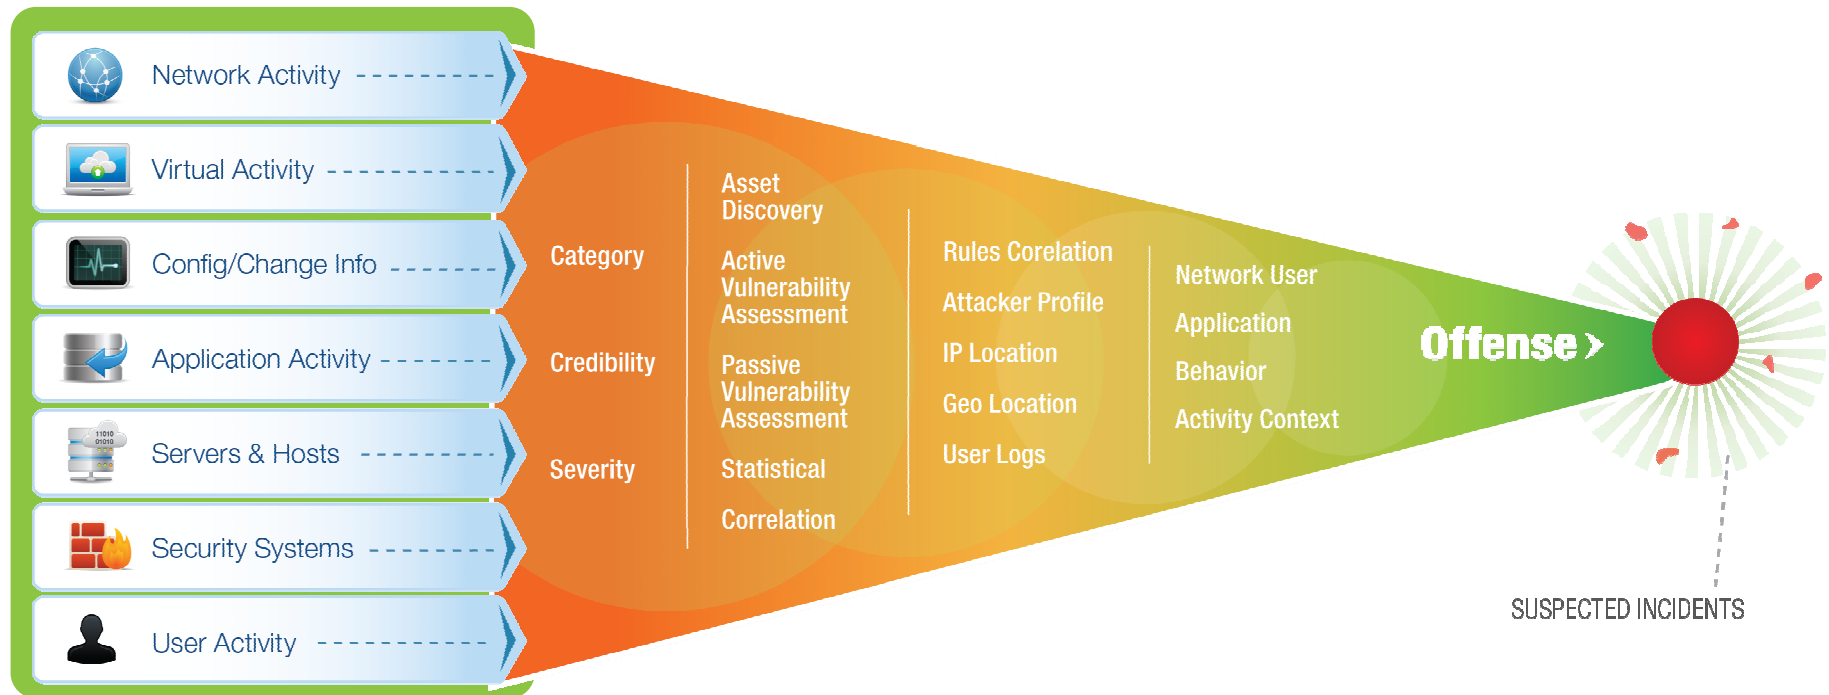 Network Activity
Virtual Activity
Config/Change Info
Application Activity
11010
01010
Servers & Hosts
Security Systems
User Activity
Category
Credibility
Severity
Asset
Discovery
Active
Vulnerability
Assessment
Passive
Vulnerability
Assessment
Statistical
Correlation
Rules Corelation
Attacker Profile
IP Location
Geo Location
User Logs
Network User
Application
Behavior
Activity Context
Offense
SUSPECTED INCIDENTS